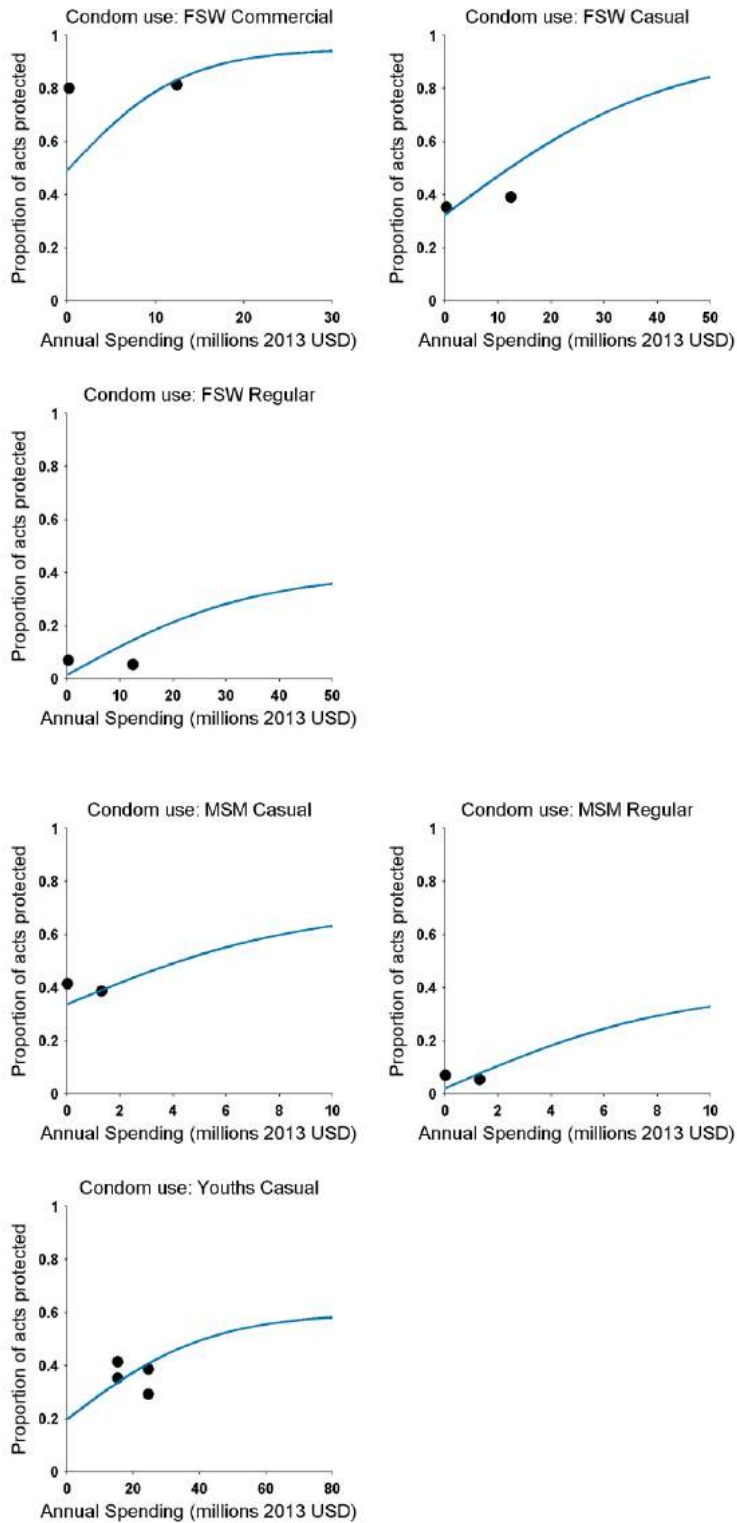 Condom use: FSW Commercial
Proportion of acts protected
1
0.8
0.6
0.4
0.2
0
0 10 20 30
Annual Spending (millions 2013 USD)
Condom use: FSW Casual
Proportion of acts protected
1
0.8
0.6
0.4
0.2
0
0 10 20 30 40 50
Annual Spending (millions 2013 USD)
Condom use: FSW Regular
Proportion of acts protected
1
0.8
0.6
0.4
0.2
0
0 10 20 30 40 50
Annual Spending (millions 2013 USD)
Condom use: MSM Casual
Proportion of acts protected
1
0.8
0.6
0.4
0.2
0
0 2 4 6 8 10
Annual Spending (millions 2013 USD)
Condom use: MSM Regular
Proportion of acts protected
1
0.8
0.6
0.4
0.2
0
0 2 4 6 8 10
Annual Spending (millions 2013 USD)
Condom use: Youths Casual
Proportion of acts protected
1
0.8
0.6
0.4
0.2
0
0 20 40 60 80
Annual Spending (millions 2013 USD)